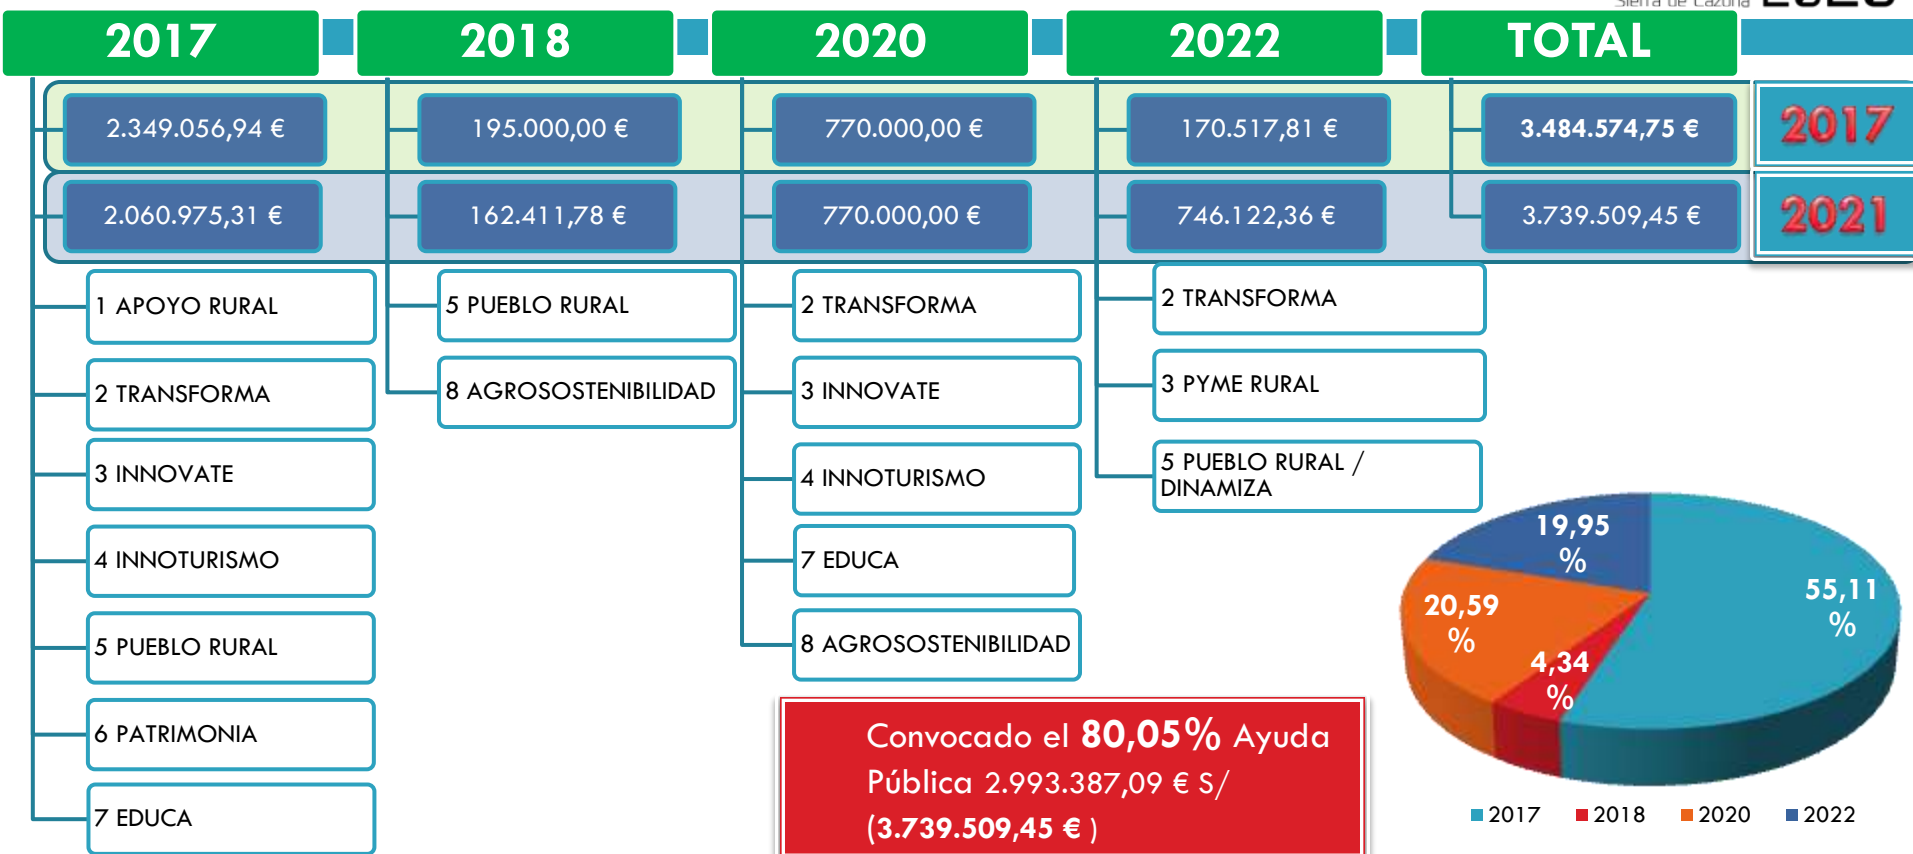 Sierra de Cazorla
2017
2018
2020
2022
TOTAL
2.349.056,94 €
195.000,00 €
770.000,00 €
170.517,81 €
3.484.574,75 €
2017
2.060.975,31 €
162.411,78 €
770.000,00 €
746.122,36 €
3.739.509,45 €
2021
1 APOYO RURAL
2 TRANSFORMA
3 INNOVATE
4 INNOTURISMO
5 PUEBLO RURAL
6 PATRIMONIA
7 EDUCA
5 PUEBLO RURAL
8 AGROSOSTENIBILIDAD
2 TRANSFORMA
3 INNOVATE
4 INNOTURISMO
7 EDUCA
8 AGROSOSTENIBILIDAD
2 TRANSFORMA
3 PYME RURAL
5 PUEBLO RURAL /
DINAMIZA
Convocado el 80,05% Ayuda
Pública 2.993.387,09 € S/
(3.739.509,45 € )
19,95
%
55,11
%
20,59
%
4,34
%
2017
2018
2020
2022